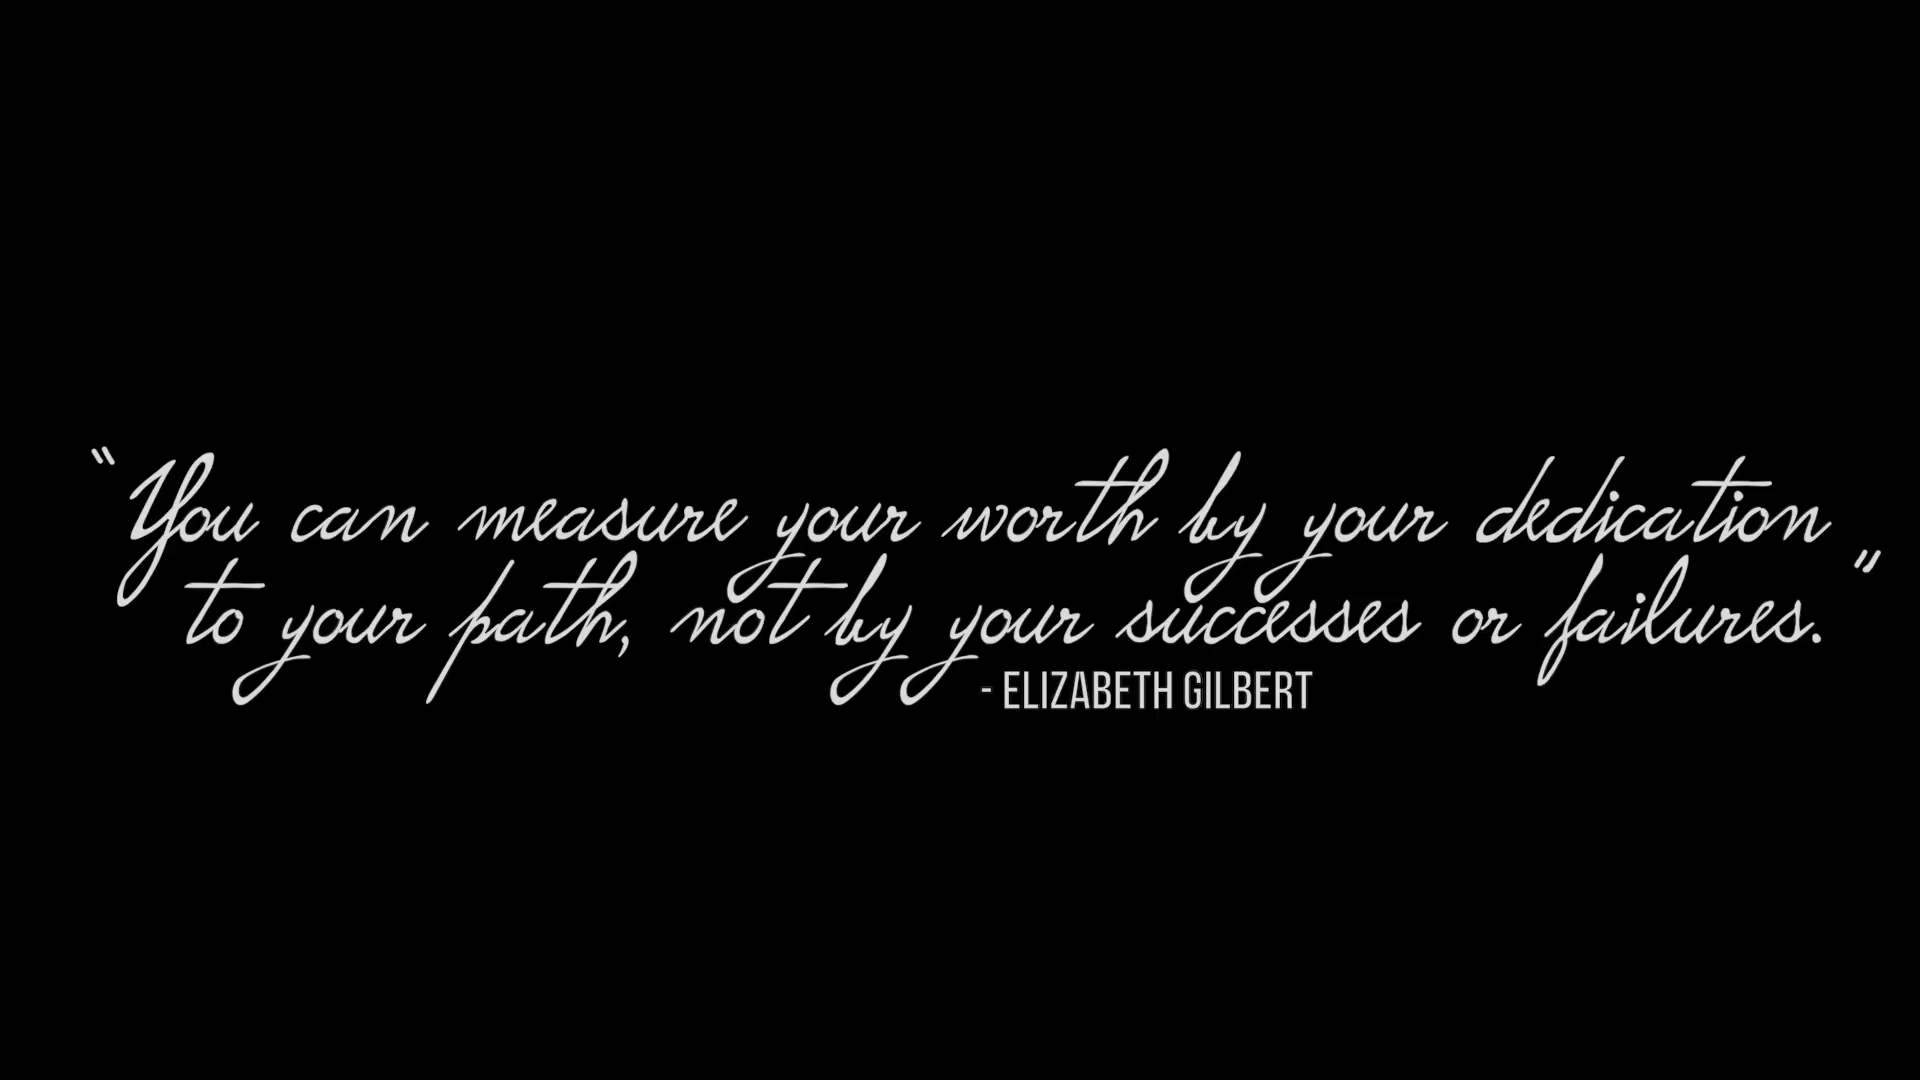 “You can measure your worth by your dedication
to your path, not by your successes or failures.”
- ELIZABETH GILBERT